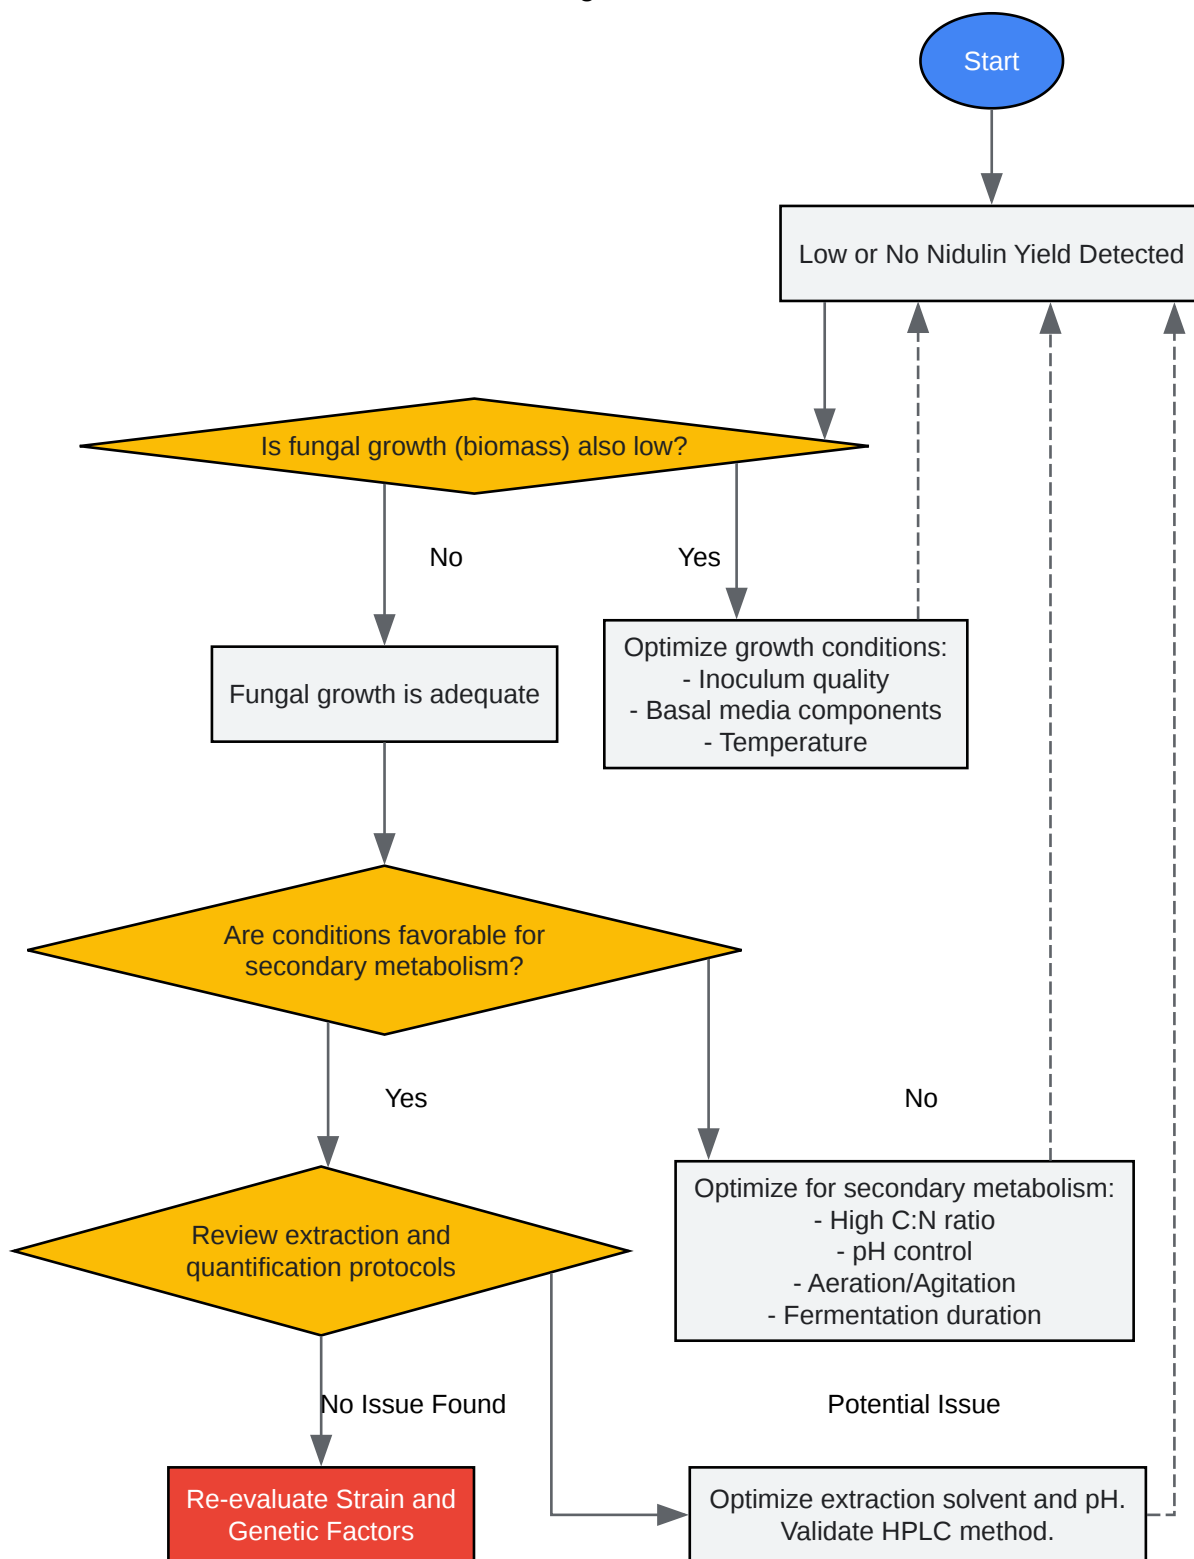 Start
Low or No Nidulin Yield Detected
Is fungal growth (biomass) also low?
No
Yes
Fungal growth is adequate
Optimize growth conditions:
- Inoculum quality
- Basal media components
- Temperature
Are conditions favorable for
secondary metabolism?
Yes
No
Optimize for secondary metabolism:
- High C:N ratio
- pH control
- Aeration/Agitation
- Fermentation duration
Review extraction and
quantification protocols
No Issue Found
Potential Issue
Re-evaluate Strain and
Genetic Factors
Optimize extraction solvent and pH.
Validate HPLC method.